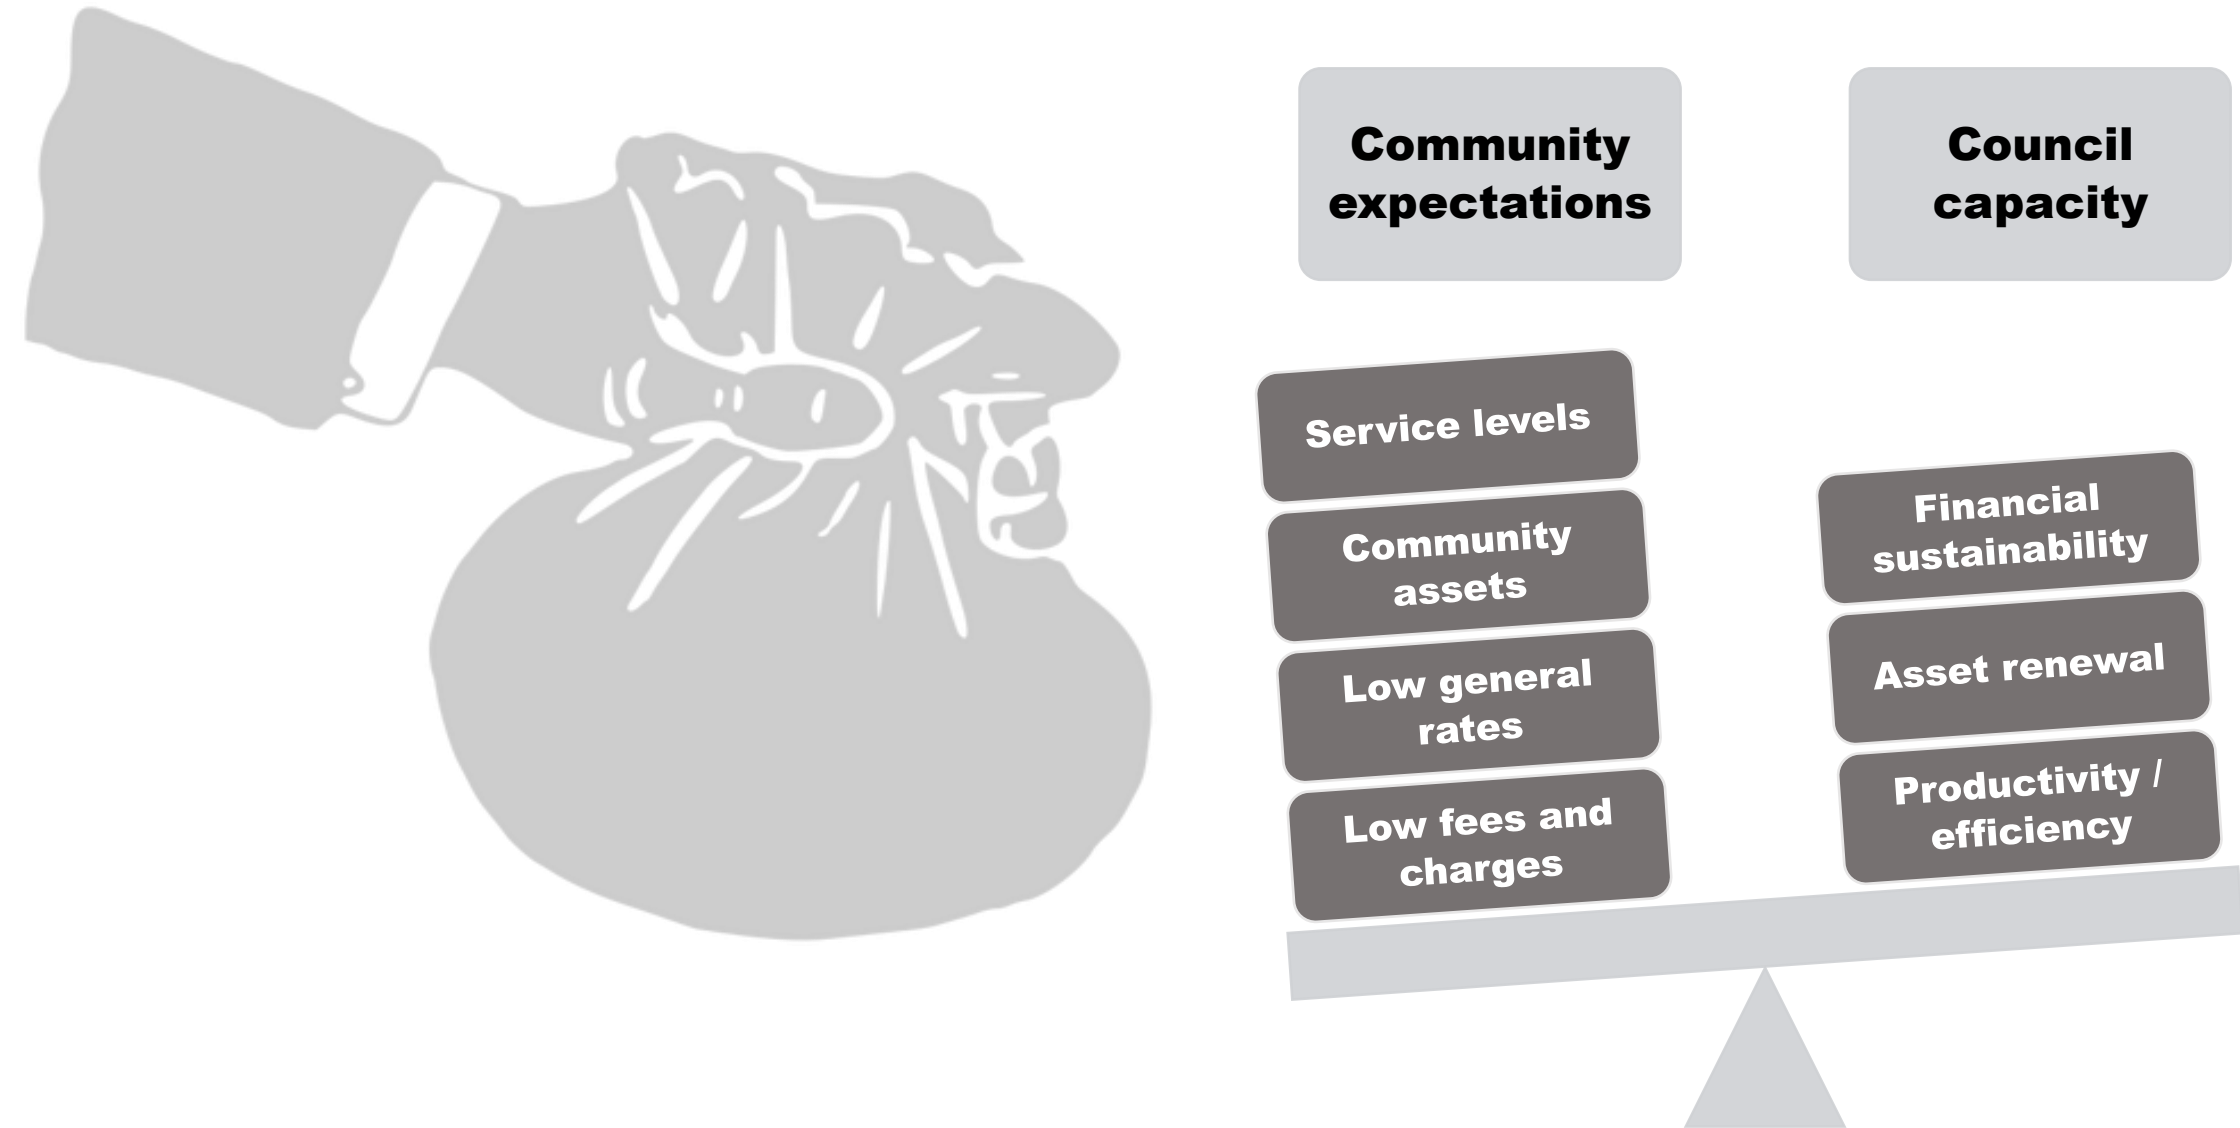 Community
expectations
Council
capacity
Service levels
Community
assets
Low general
rates
Low fees and
charges
Financial
sustainability
Asset renewal
Productivity /
efficiency